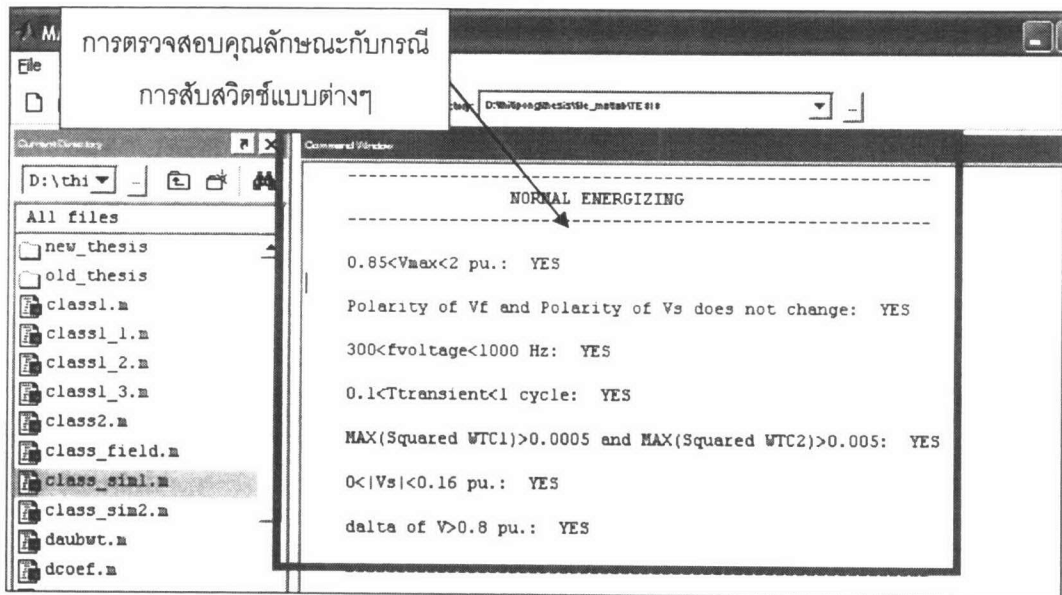 การตรวจสอบคุณลักษณะกับกรณี
การสับสวิตช์แบบต่างๆ
File
Current Directory
Command Window
D:\thi
All files
new_thesis
old_thesis
class1.m
class1_1.m
class1_2.m
class1_3.m
class2.m
class_field.m
class_sim1.m
class_sim2.m
daubwt.m
dcoef.m
NORMAL ENERGIZING
0.85<Vmax<2 pu.: YES
Polarity of Vf and Polarity of Vs does not change: YES
300<fvoltage<1000 Hz: YES
0.1<Ttransient<1 cycle: YES
MAX(Squared WTC1)>0.0005 and MAX(Squared WTC2)>0.005: YES
0<|Vs|<0.16 pu.: YES
dalta of V>0.8 pu.: YES